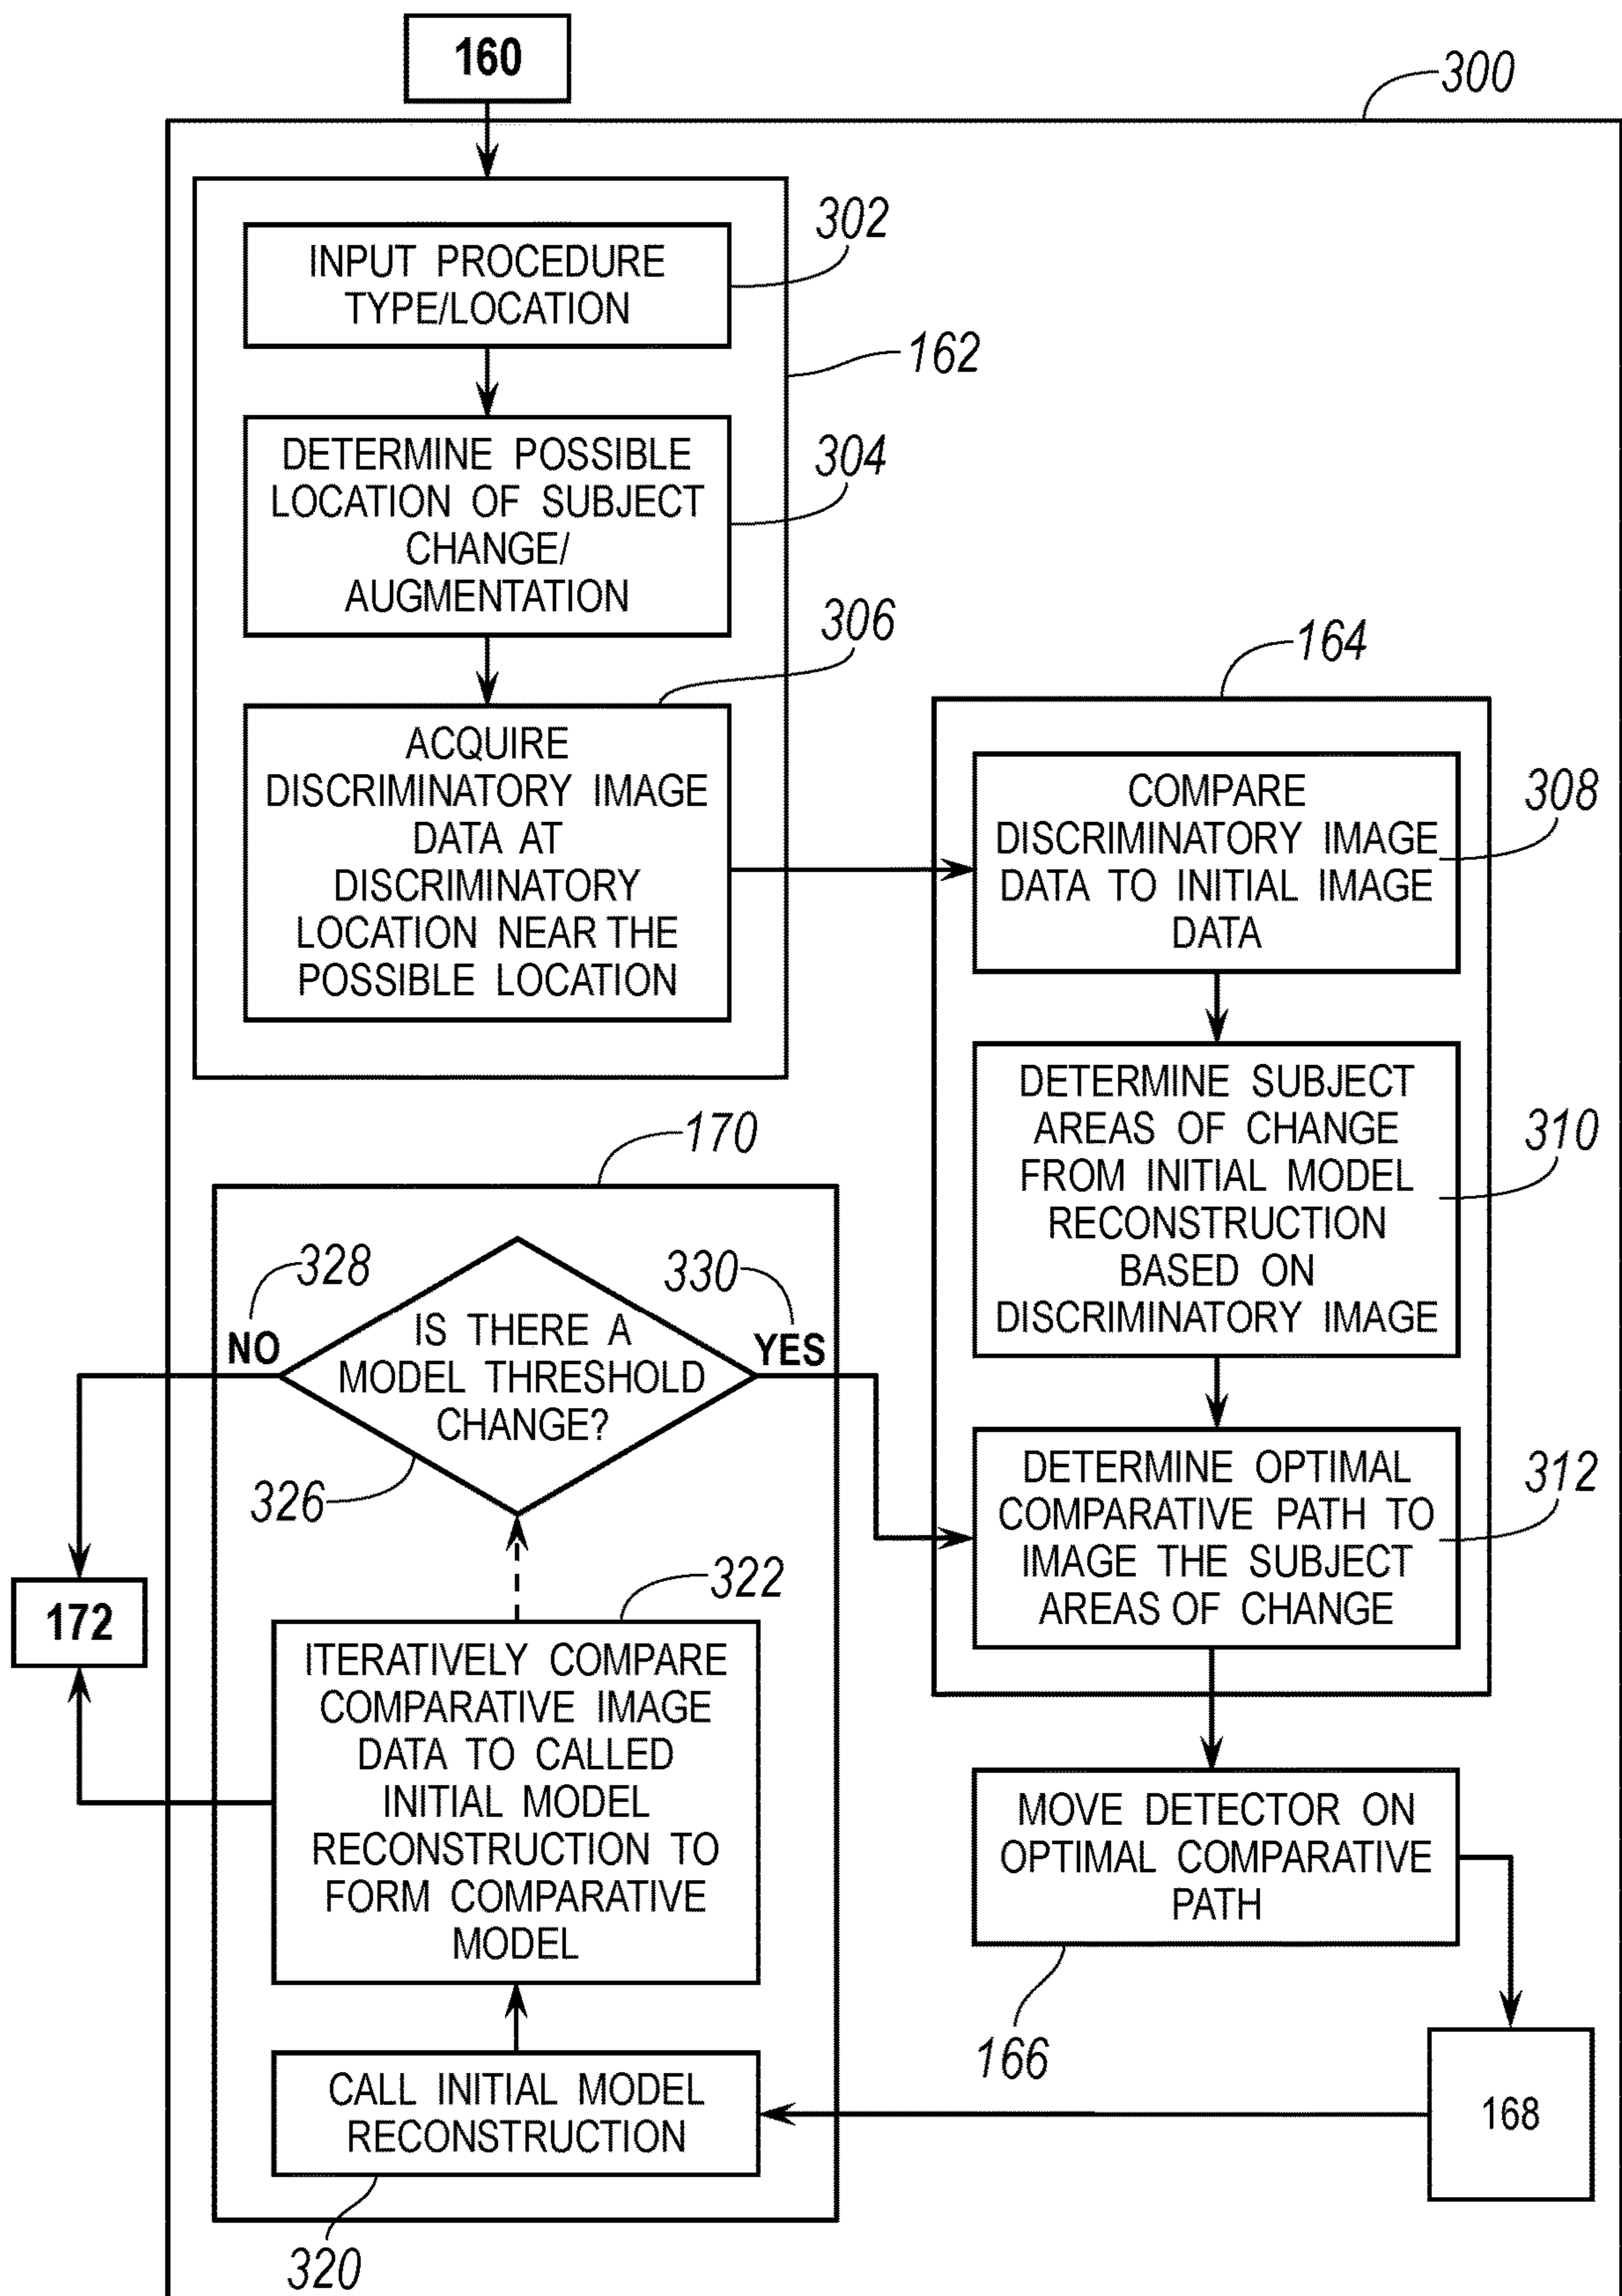 160
300
302
INPUT PROCEDURE
TYPE/LOCATION
162
DETERMINE POSSIBLE
LOCATION OF SUBJECT
CHANGE/
AUGMENTATION
304
306
ACQUIRE
DISCRIMINATORY IMAGE
DATA AT
DISCRIMINATORY
LOCATION NEAR THE
POSSIBLE LOCATION
164
COMPARE
DISCRIMINATORY IMAGE
DATA TO INITIAL IMAGE
DATA
308
DETERMINE SUBJECT
AREAS OF CHANGE
FROM INITIAL MODEL
RECONSTRUCTION
BASED ON
DISCRIMINATORY IMAGE
310
DETERMINE OPTIMAL
COMPARATIVE PATH TO
IMAGE THE SUBJECT
AREAS OF CHANGE
312
MOVE DETECTOR ON
OPTIMAL COMPARATIVE
PATH
166
168
170
328
330
NO
IS THERE A
MODEL THRESHOLD
CHANGE?
YES
326
172
322
ITERATIVELY COMPARE
COMPARATIVE IMAGE
DATA TO CALLED
INITIAL MODEL
RECONSTRUCTION TO
FORM COMPARATIVE
MODEL
CALL INITIAL MODEL
RECONSTRUCTION
320